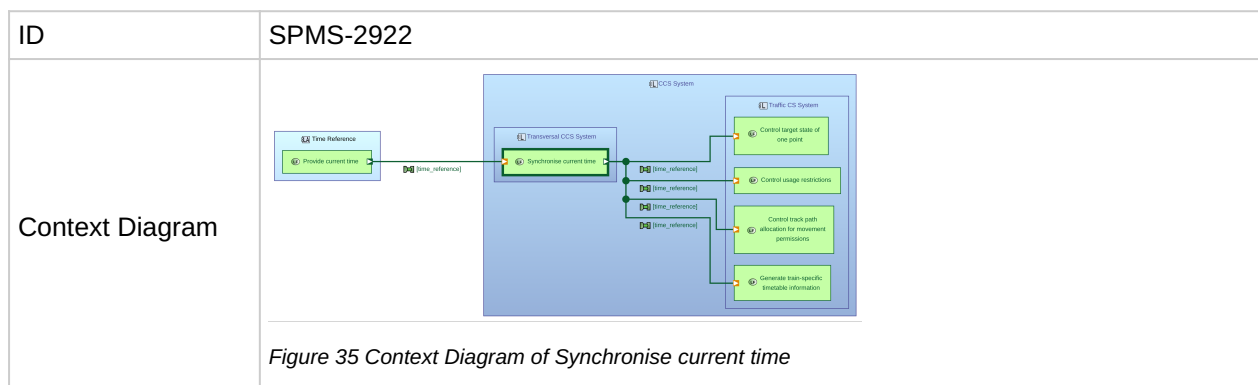 ID
SPMS-2922
Context Diagram
CCS System
Traffic CS System
Time Reference
Provide current time
[time_reference]
Transversal CCS System
Synchronise current time
[time_reference]
[time_reference]
[time_reference]
[time_reference]
Control target state of
one point
Control usage restrictions
Control track path
allocation for movement
permissions
Generate train-specific
timetable information
Figure 35 Context Diagram of Synchronise current time